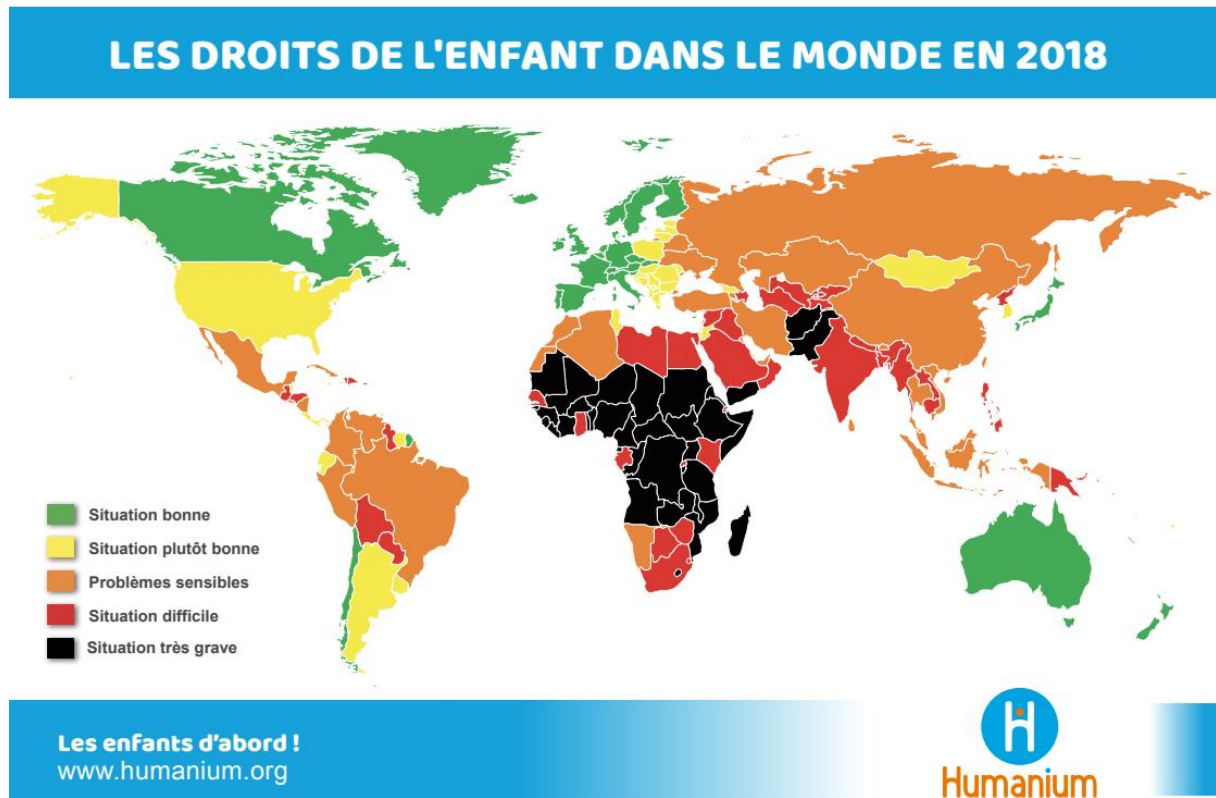 LES DROITS DE L'ENFANT DANS LE MONDE EN 2018
Situation bonne
Situation plutôt bonne
Problèmes sensibles
Situation difficile
Situation très grave
Les enfants d'abord !
www.humanium.org
Humanium